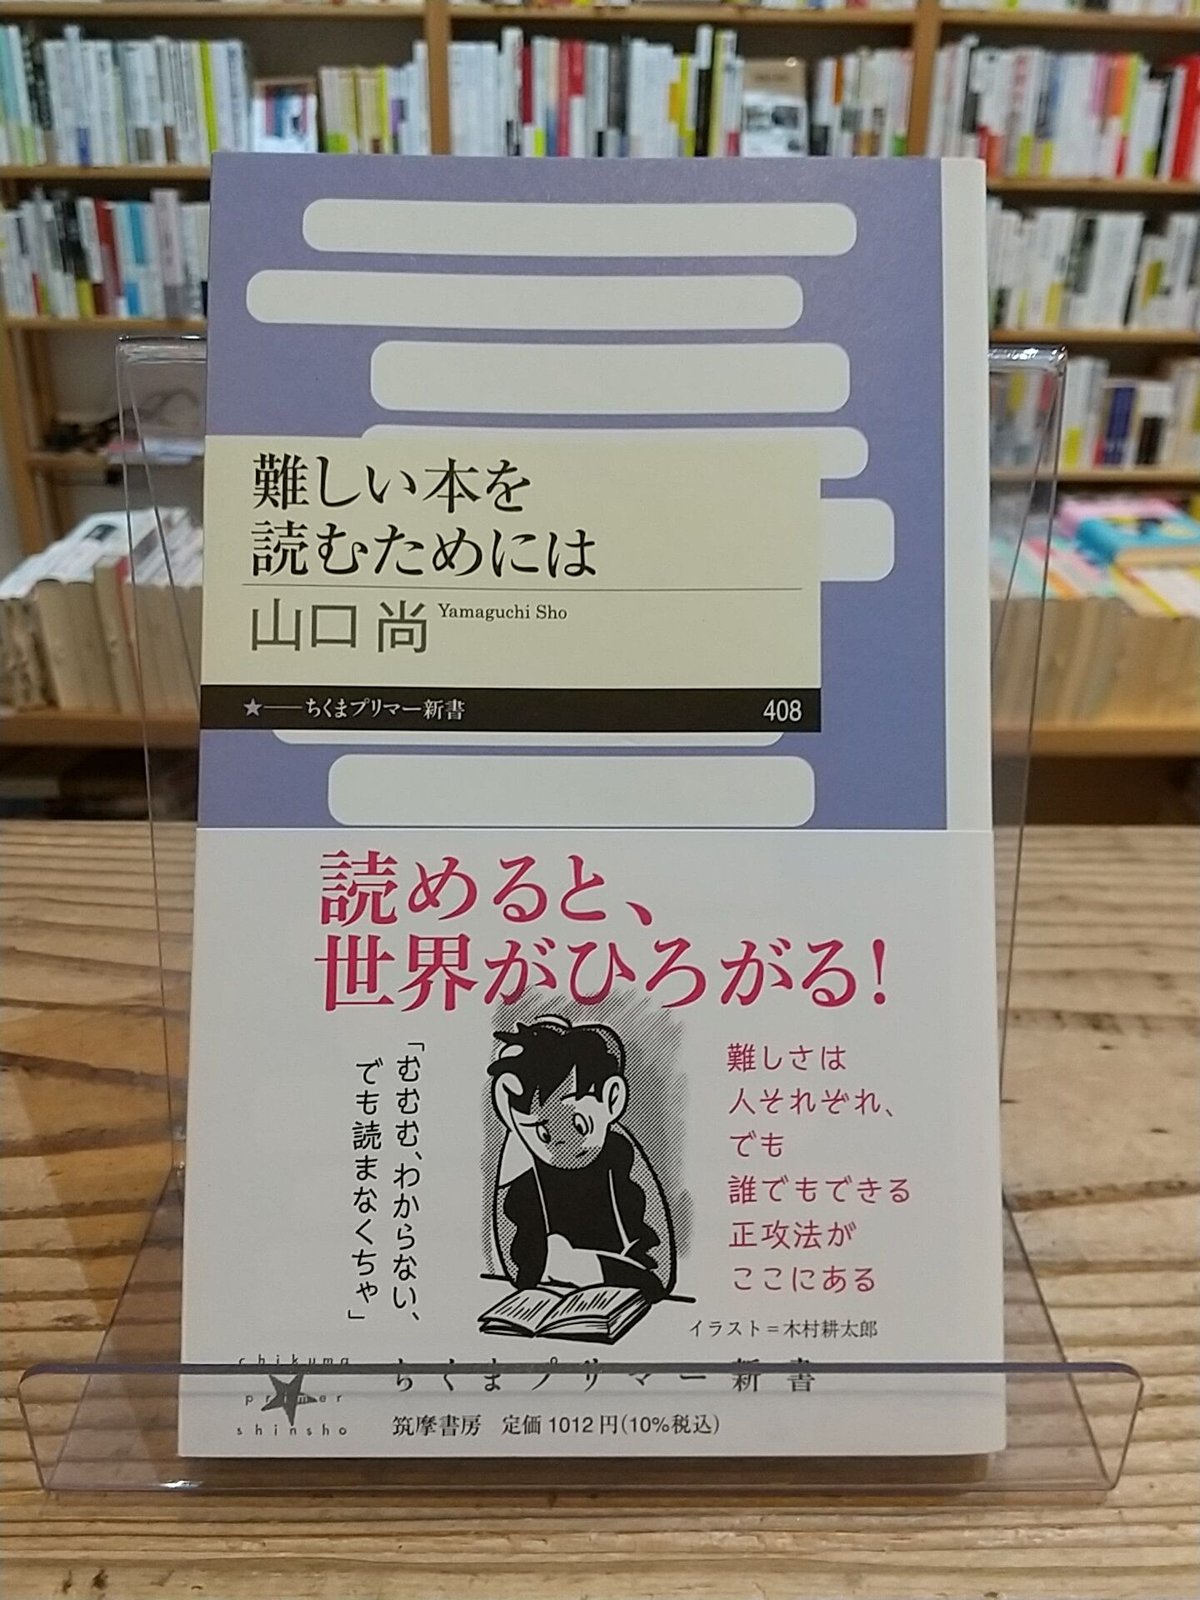 難しい本を
読むためには
山口 尚 Yamaguchi Sho
★──ちくまプリマー新書 408
読めると、
世界がひろがる!
「むむむ、わからない、
でも読まなくちゃ」
難しさは
人それぞれ、
でも
誰でもできる
正攻法が
ここにある
イラスト=木村耕太郎
chikuma
primer
shinsho
ちくまプリマー新書
筑摩書房 定価1012円(10%税込)